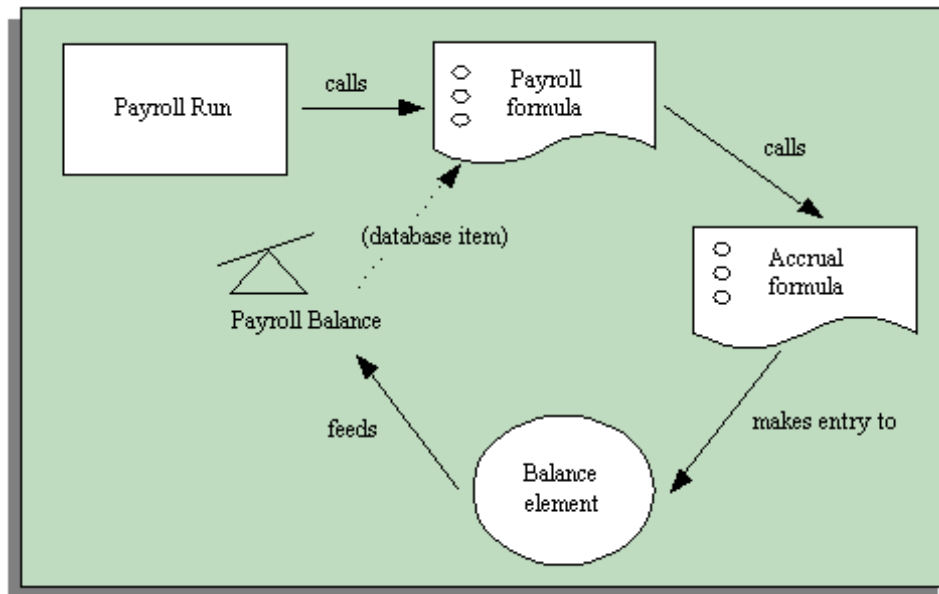 Payroll Run
calls
Payroll
formula
calls
(database item)
Accrual
formula
Payroll Balance
feeds
makes entry to
Balance
element